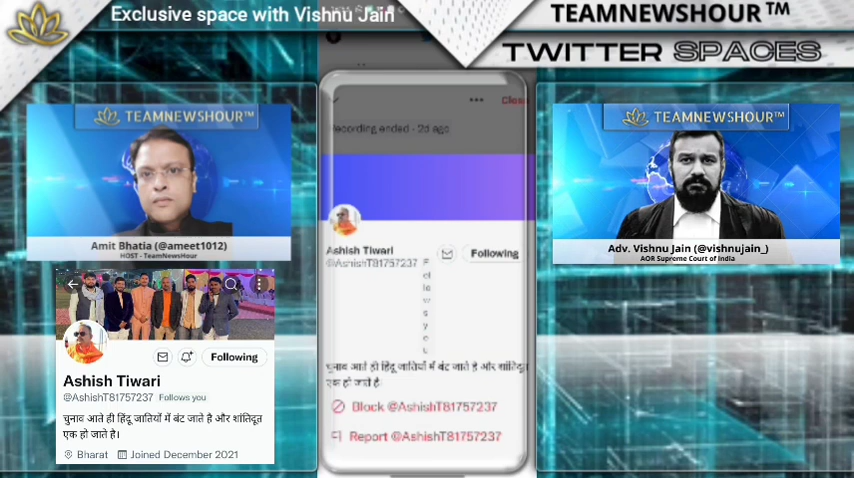 Exclusive space with Vishnu Jain
TEAMNEWSHOUR™
TWITTER SPACES
TEAMNEWSHOUR™
Amit Bhatia (@ameet1012)
HOST - TeamNewsHour
Following
Ashish Tiwari
@AshishT81757237 Follows you
चुनाव आते ही हिंदू जातियों में बंट जाते है और शांतिदूत
एक हो जाते है।
Bharat Joined December 2021
Close
Recording ended - 2d ago
Ashish Tiwari
Following
@AshishT81757237
चुनाव आते ही हिंदू जातियों में बंट जाते है और शांतिदूत
एक हो जाते है
Block @AshishT81757237
Report @AshishT81757237
TEAMNEWSHOUR™
Adv. Vishnu Jain (@vishnujain_)
AOR Supreme Court of India